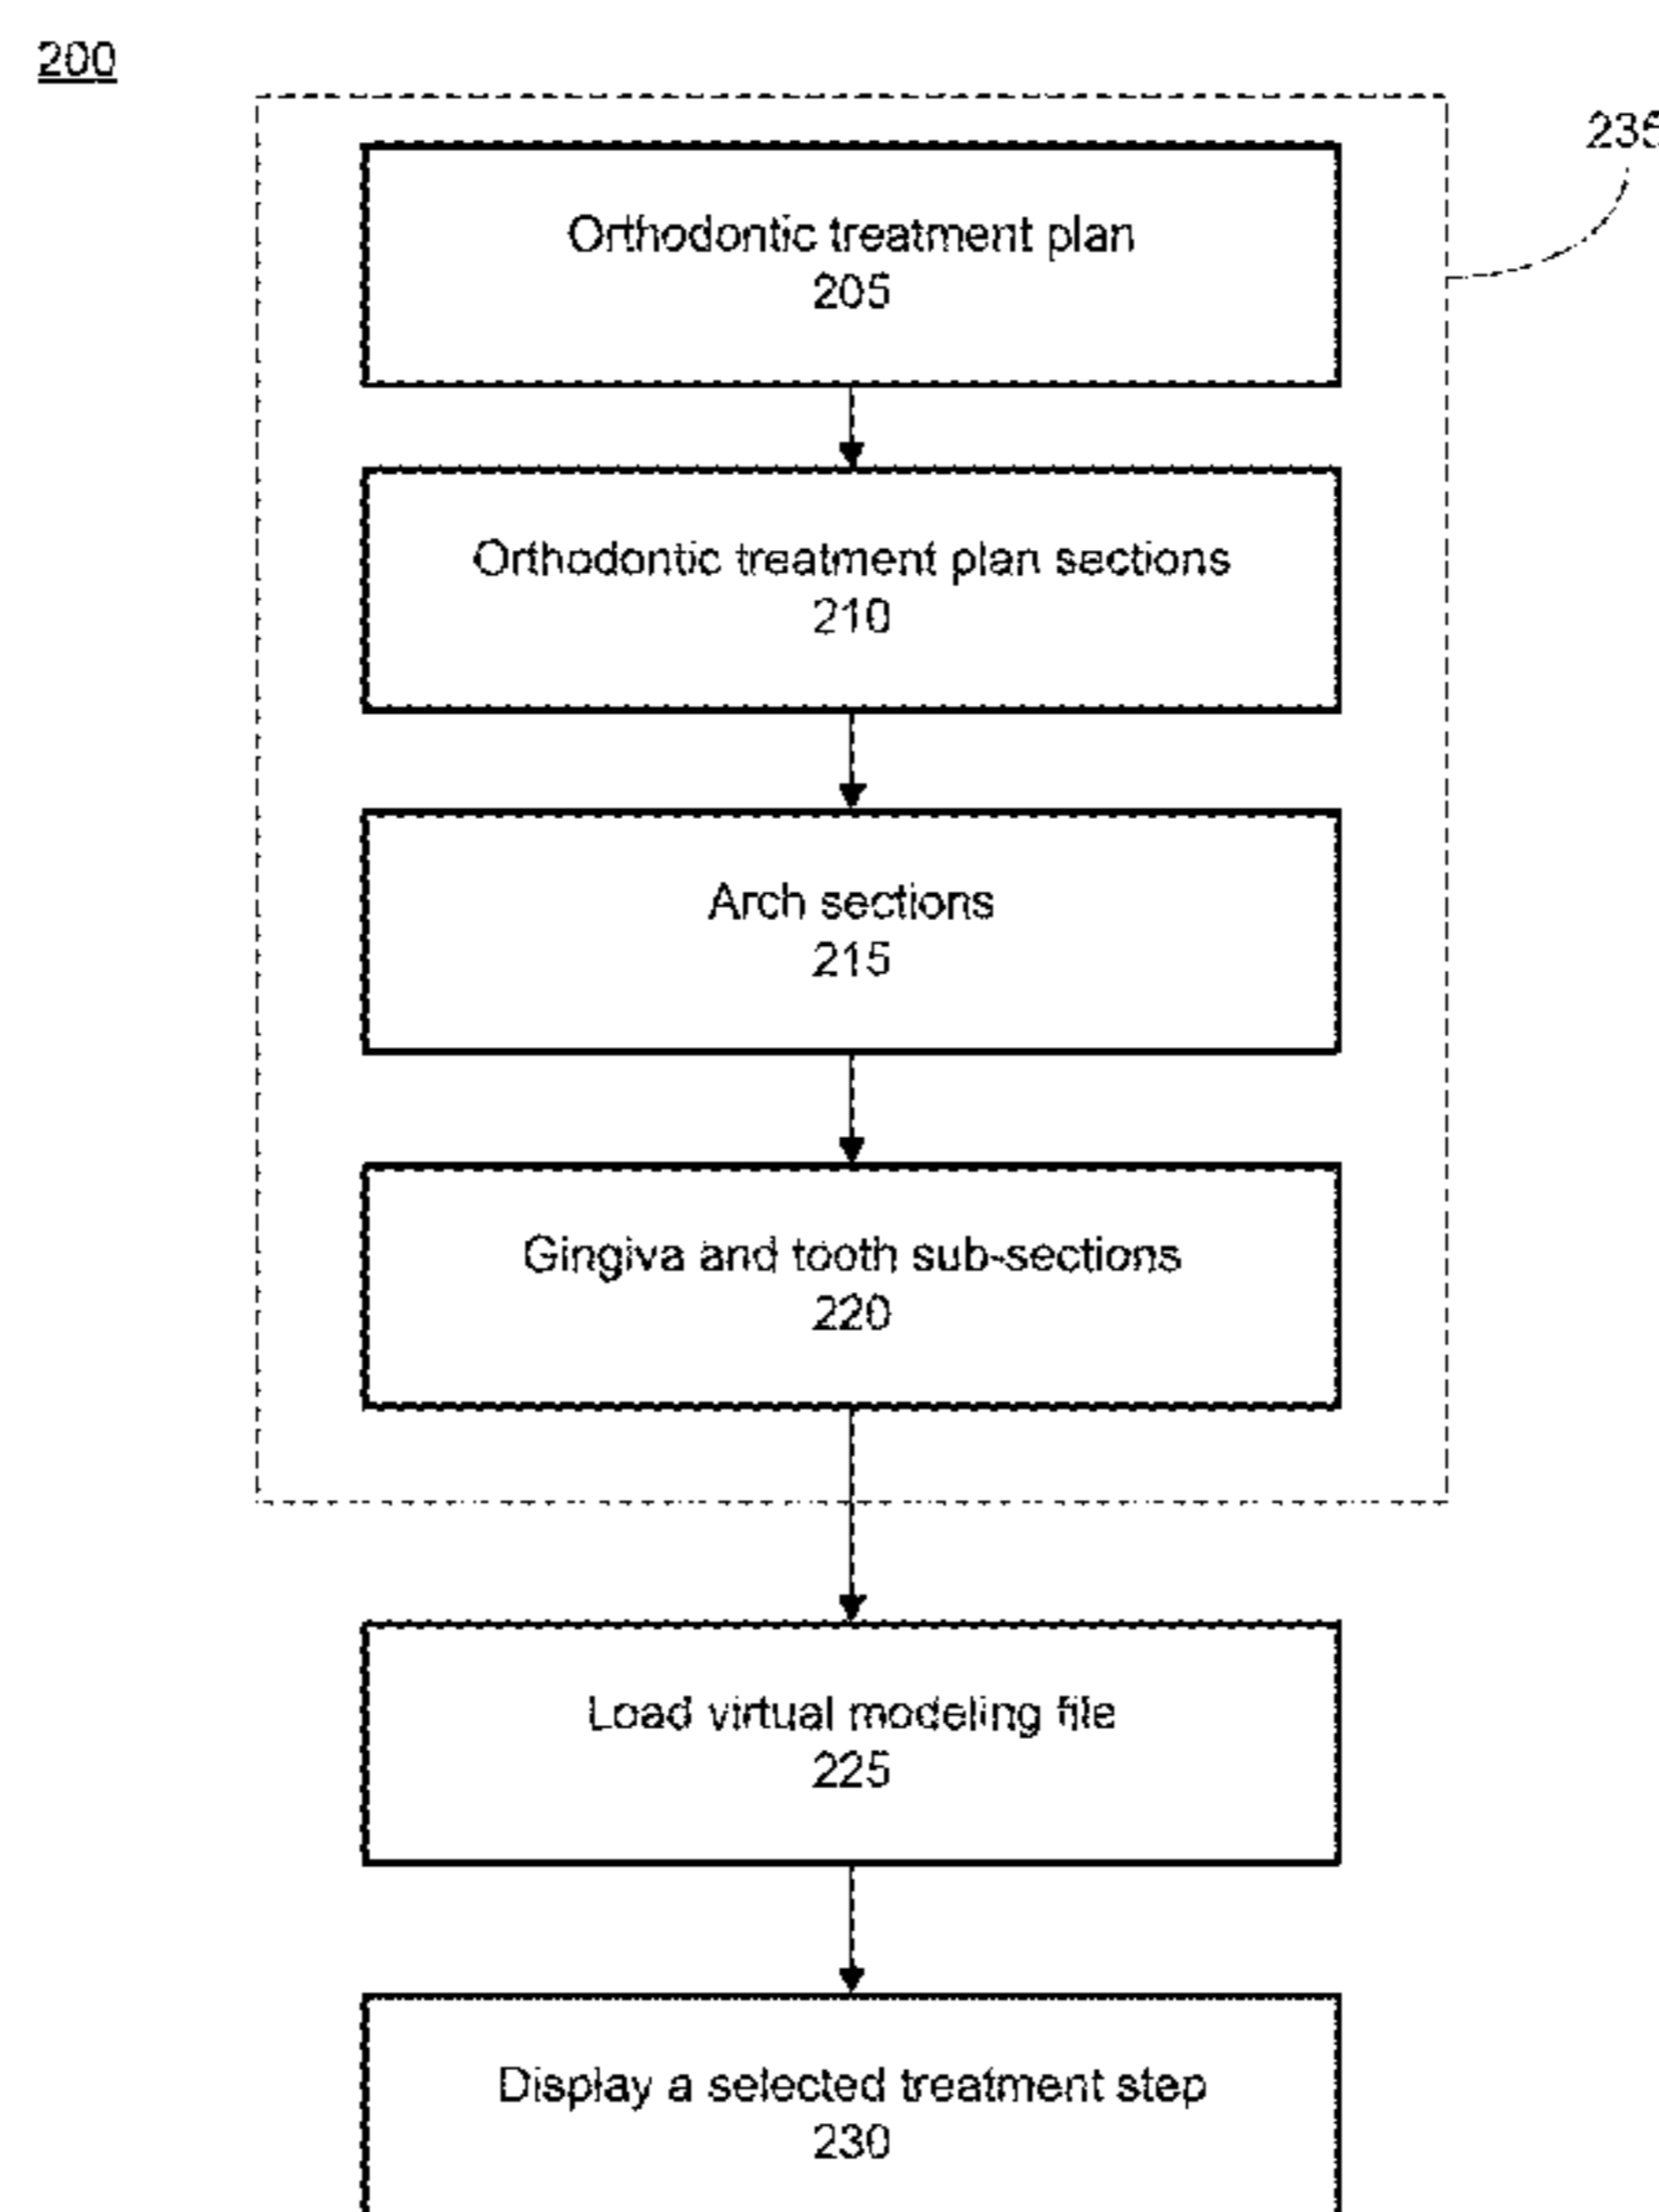 200
235
Orthodontic treatment plan
205
Orthodontic treatment plan sections
210
Arch sections
215
Gingiva and tooth sub-sections
220
Load virtual modeling file
225
Display a selected treatment step
230